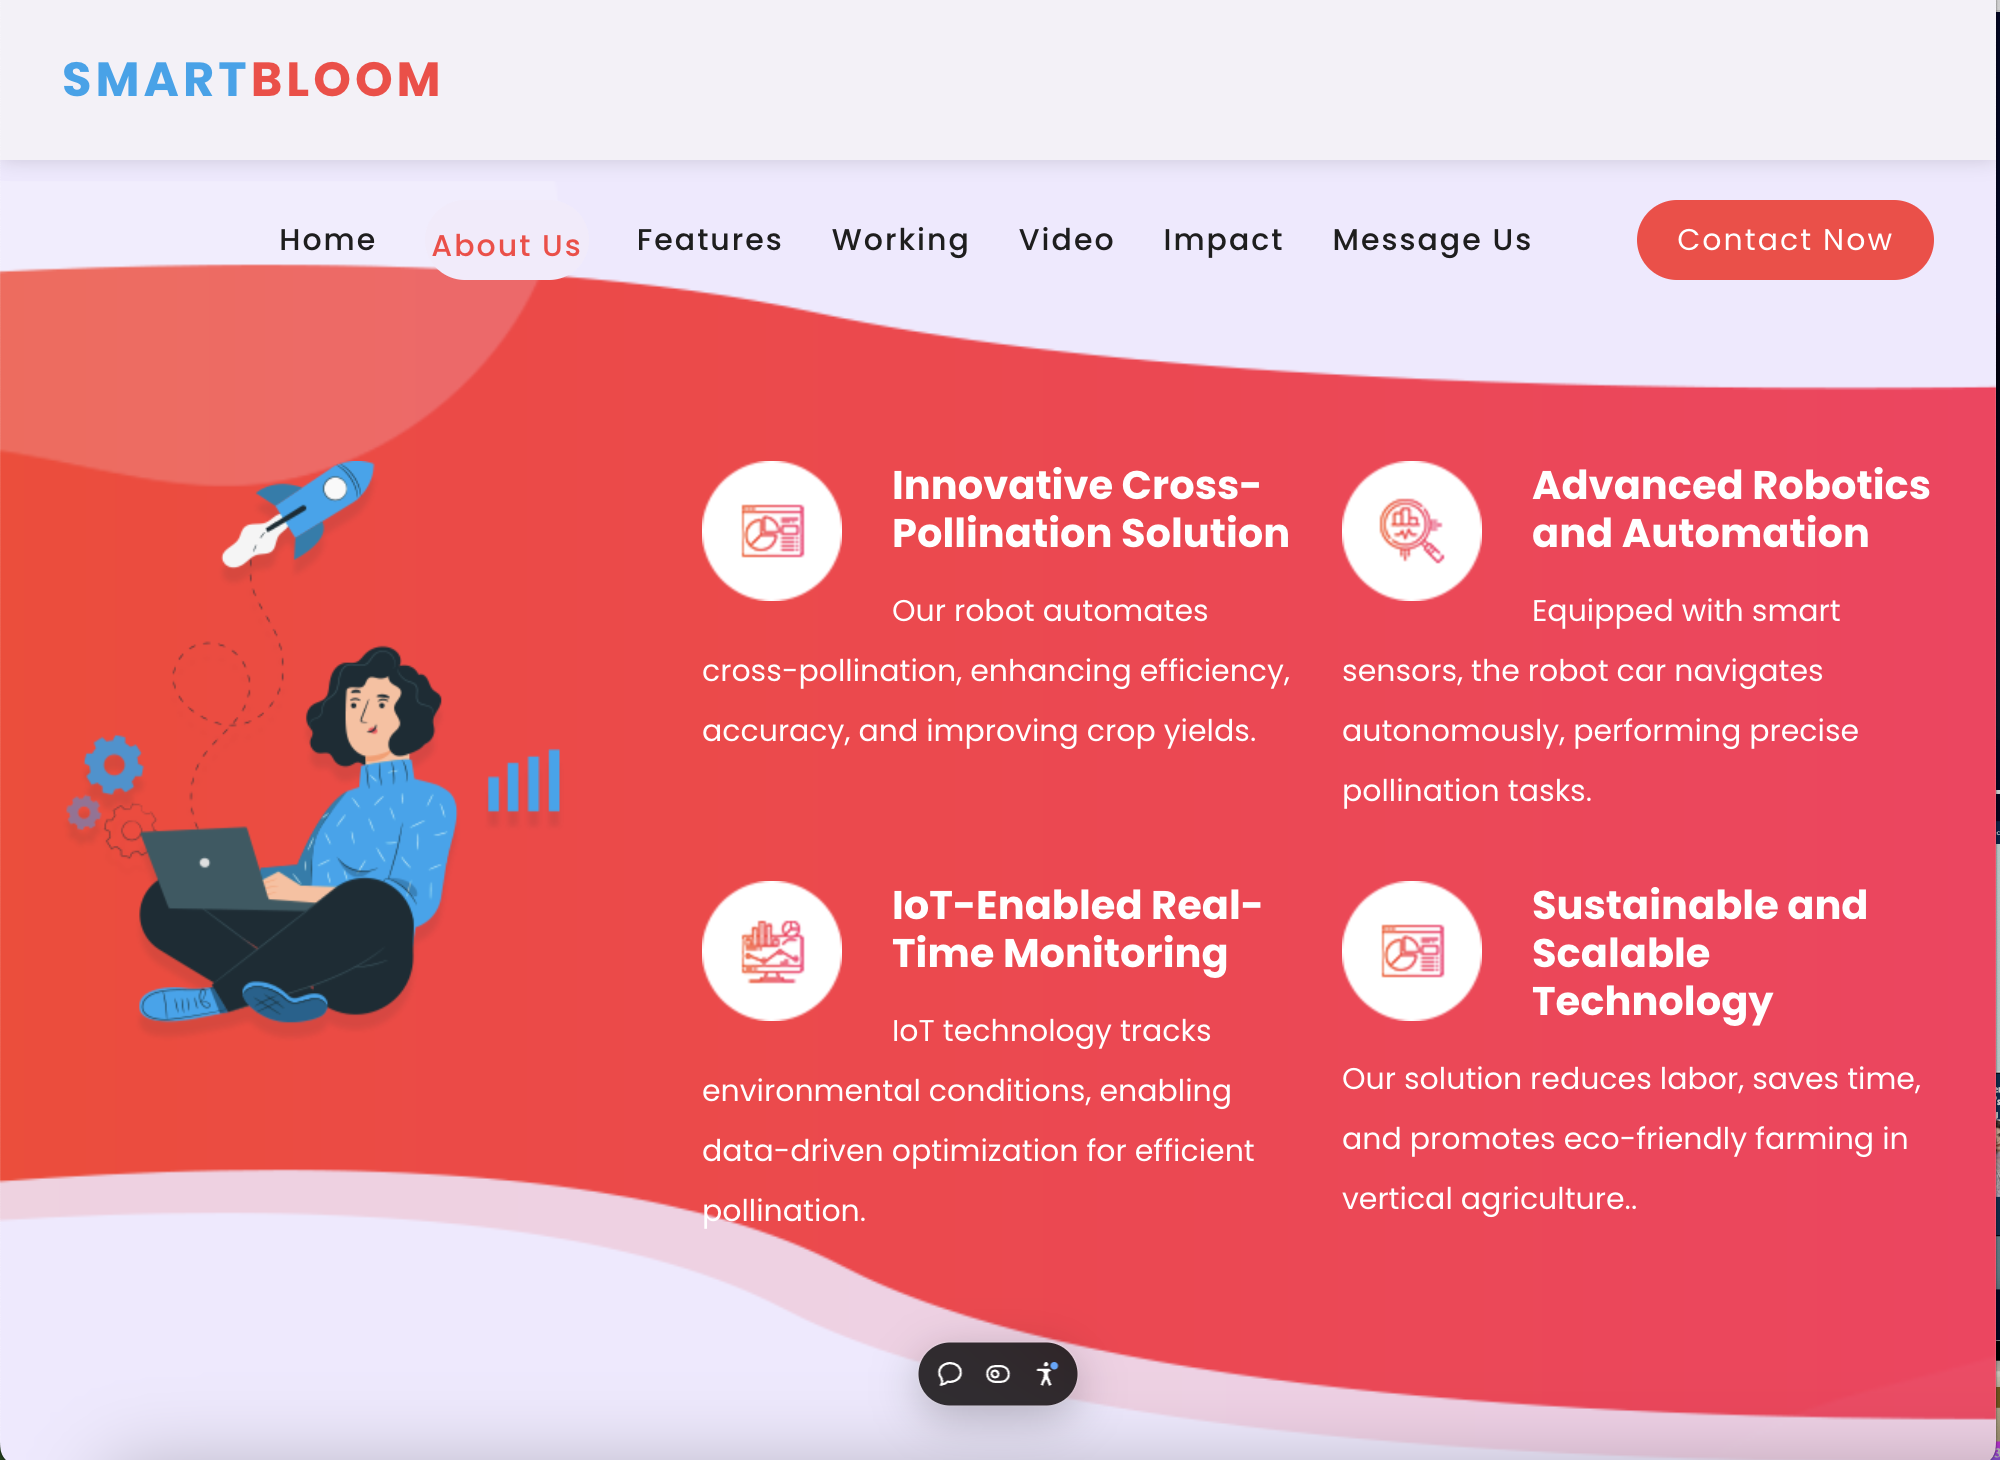 SMARTBLOOM
Home About Us Features Working Video Impact Message Us Contact Now
Innovative Cross-
Pollination Solution
Our robot automates
cross-pollination, enhancing efficiency,
accuracy, and improving crop yields.
Advanced Robotics
and Automation
Equipped with smart
sensors, the robot car navigates
autonomously, performing precise
pollination tasks.
IoT-Enabled Real-
Time Monitoring
IoT technology tracks
environmental conditions, enabling
data-driven optimization for efficient
pollination.
Sustainable and
Scalable
Technology
Our solution reduces labor, saves time,
and promotes eco-friendly farming in
vertical agriculture..